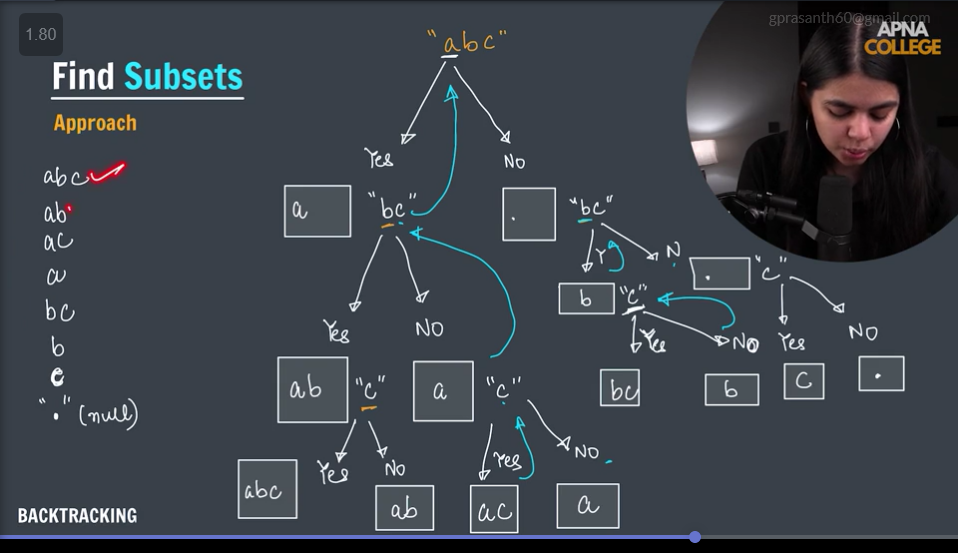 1.80
gprasanth60@gmail.com
APNA
COLLEGE
"abc"
Find Subsets
Approach
Yes
NO
abc
ab
ac
a
bc
b
c
"." (null)
a
"bc"
.
"bc"
Y
N
.
"c"
b
"c"
Yes
NO
Yes
NO
Yes
NO
bc
b
c
.
ab
"c"
a
"c"
Yes
NO
Yes
NO
abc
ab
ac
a
BACKTRACKING